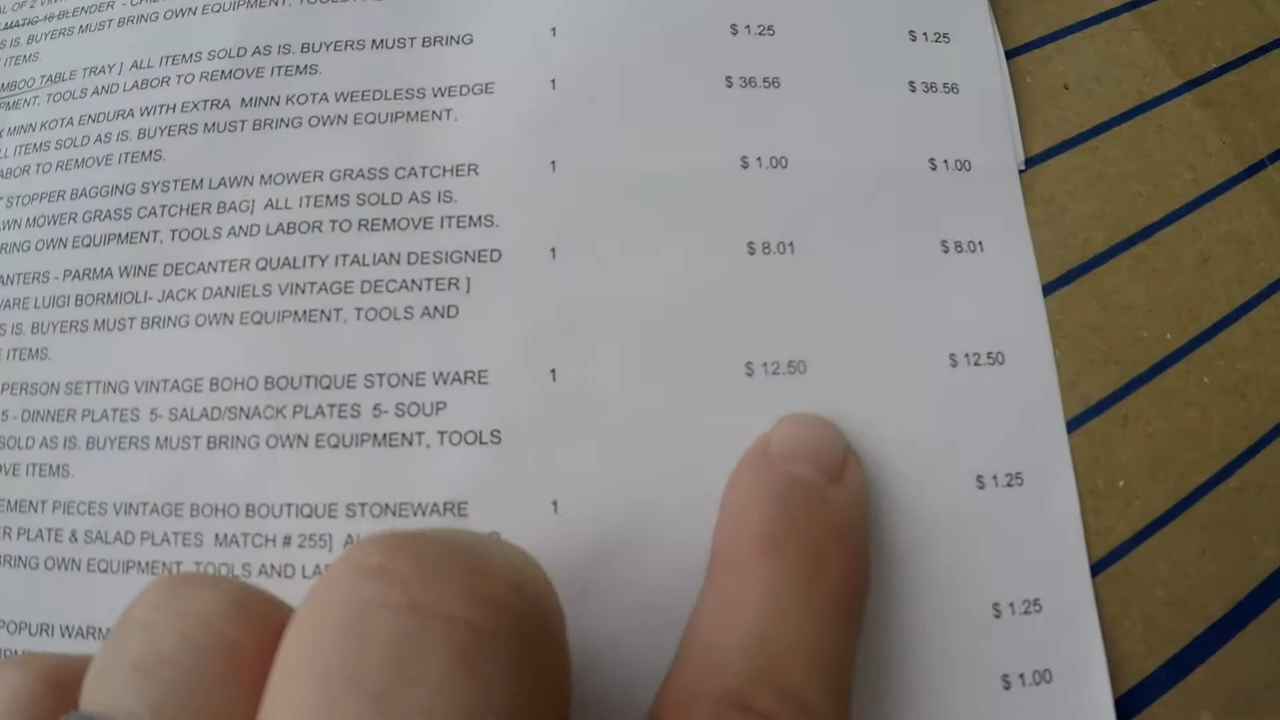 AL OF 2
MATIC 16 BLENDER
S IS. BUYERS MUST BRING OWN EQUIPMENT,
ITEMS.
MBOO TABLE TRAY ] ALL ITEMS SOLD AS IS. BUYERS MUST BRING 1 $ 1.25 $ 1.25
PMENT, TOOLS AND LABOR TO REMOVE ITEMS.
MINN KOTA ENDURA WITH EXTRA MINN KOTA WEEDLESS WEDGE 1 $ 36.56 $ 36.56
LL ITEMS SOLD AS IS. BUYERS MUST BRING OWN EQUIPMENT,
ABOR TO REMOVE ITEMS.
STOPPER BAGGING SYSTEM LAWN MOWER GRASS CATCHER 1 $ 1.00 $ 1.00
WN MOWER GRASS CATCHER BAG] ALL ITEMS SOLD AS IS.
RING OWN EQUIPMENT, TOOLS AND LABOR TO REMOVE ITEMS.
ANTERS - PARMA WINE DECANTER QUALITY ITALIAN DESIGNED 1 $ 8.01 $ 8.01
ARE LUIGI BORMIOLI- JACK DANIELS VINTAGE DECANTER ]
S IS. BUYERS MUST BRING OWN EQUIPMENT, TOOLS AND
ITEMS.
PERSON SETTING VINTAGE BOHO BOUTIQUE STONE WARE 1 $ 12.50 $ 12.50
5 - DINNER PLATES 5- SALAD/SNACK PLATES 5- SOUP
SOLD AS IS. BUYERS MUST BRING OWN EQUIPMENT, TOOLS
VE ITEMS.
EMENT PIECES VINTAGE BOHO BOUTIQUE STONEWARE 1 $ 1.25
R PLATE & SALAD PLATES MATCH # 255]
RING OWN EQUIPMENT, TOOLS AND LA
POPURI WARM $ 1.25
$ 1.00